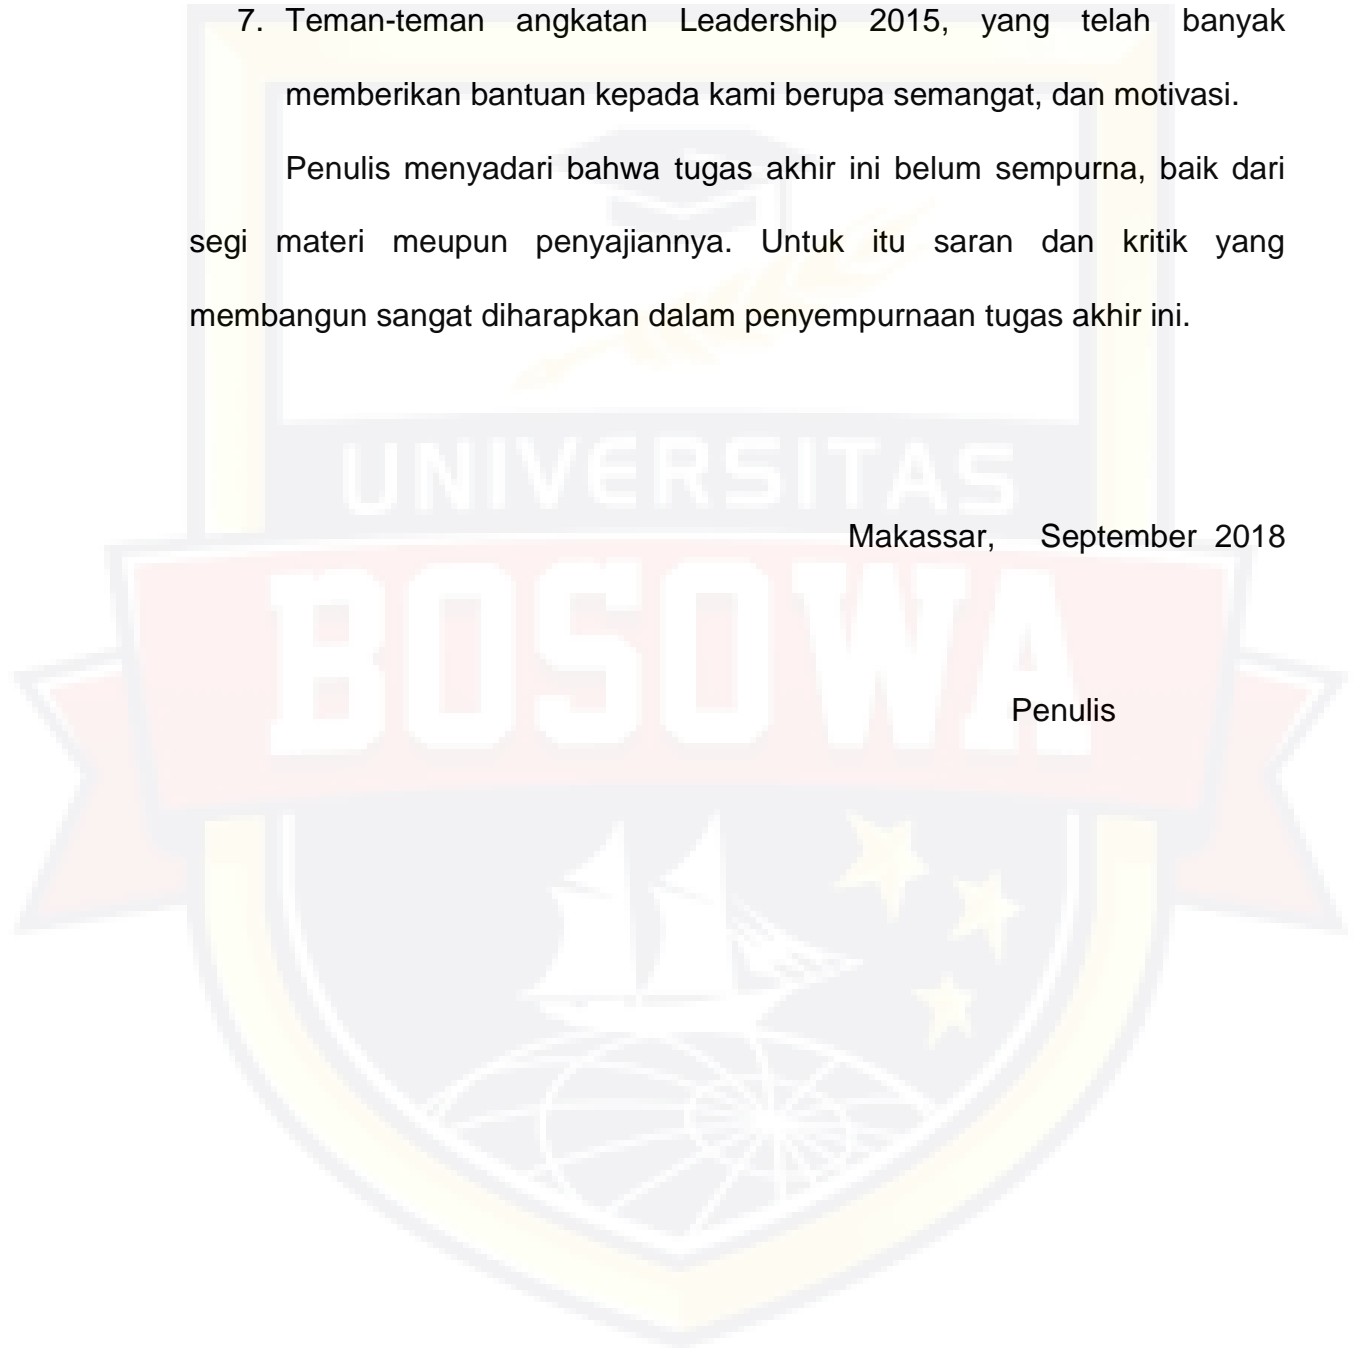 7. Teman-teman angkatan Leadership 2015, yang telah banyak
memberikan bantuan kepada kami berupa semangat, dan motivasi.
Penulis menyadari bahwa tugas akhir ini belum sempurna, baik dari
segi materi meupun penyajiannya. Untuk itu saran dan kritik yang
membangun sangat diharapkan dalam penyempurnaan tugas akhir ini.
UNIVERSITAS
Makassar, September 2018
BOSOWA
Penulis